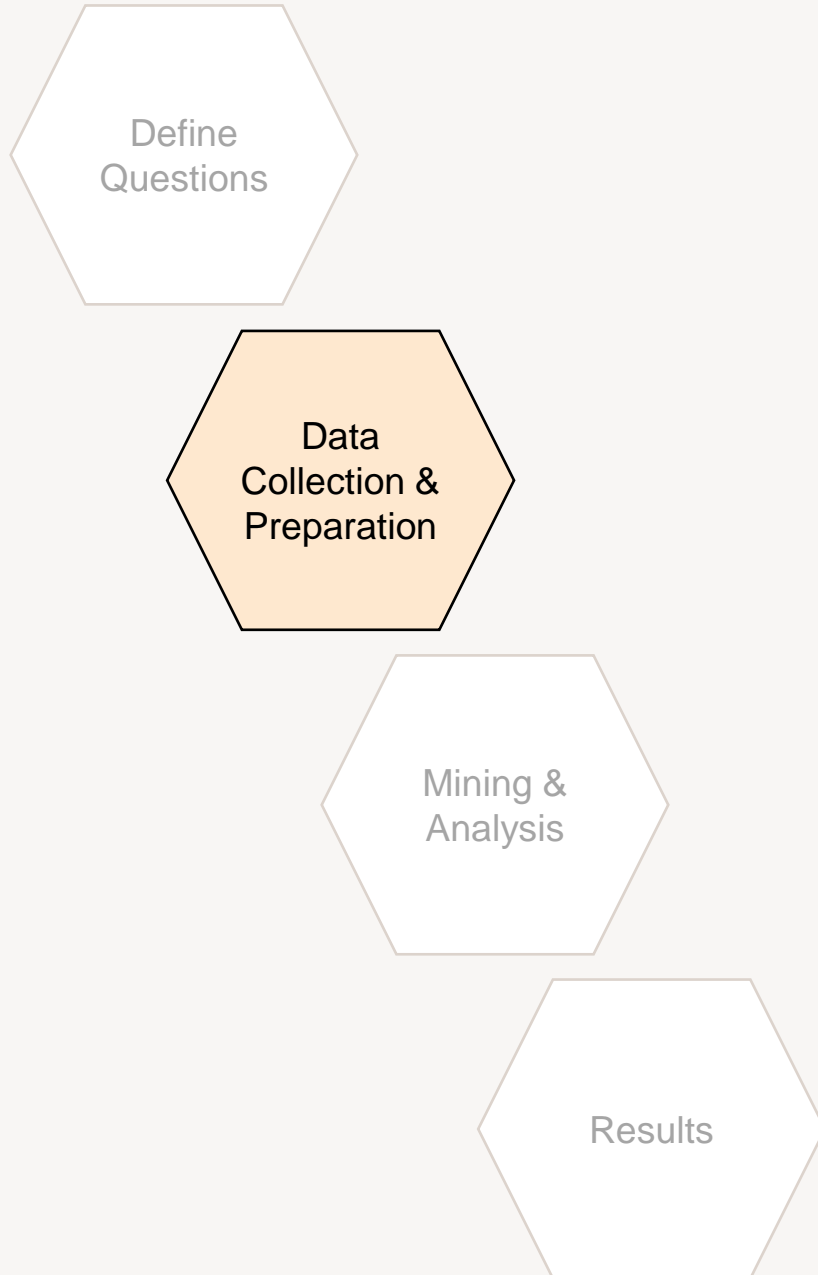 Define
Questions
Data
Collection &
Preparation
Mining &
Analysis
Results